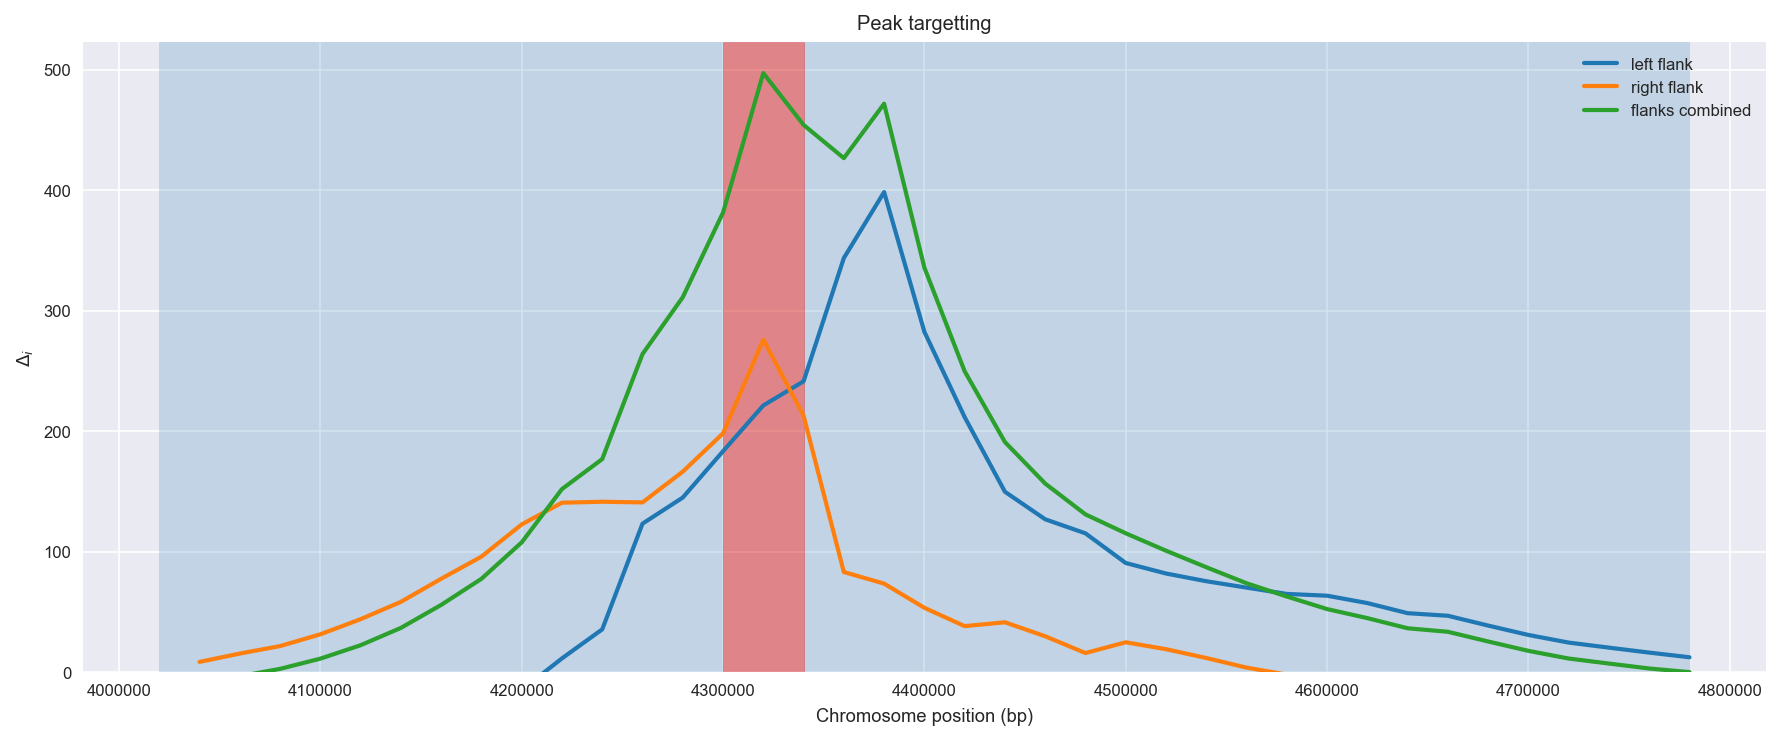 Peak targetting
left flank
right flank
flanks combined
500
400
300
200
100
0
Δi
4000000 4100000 4200000 4300000 4400000 4500000 4600000 4700000 4800000
Chromosome position (bp)